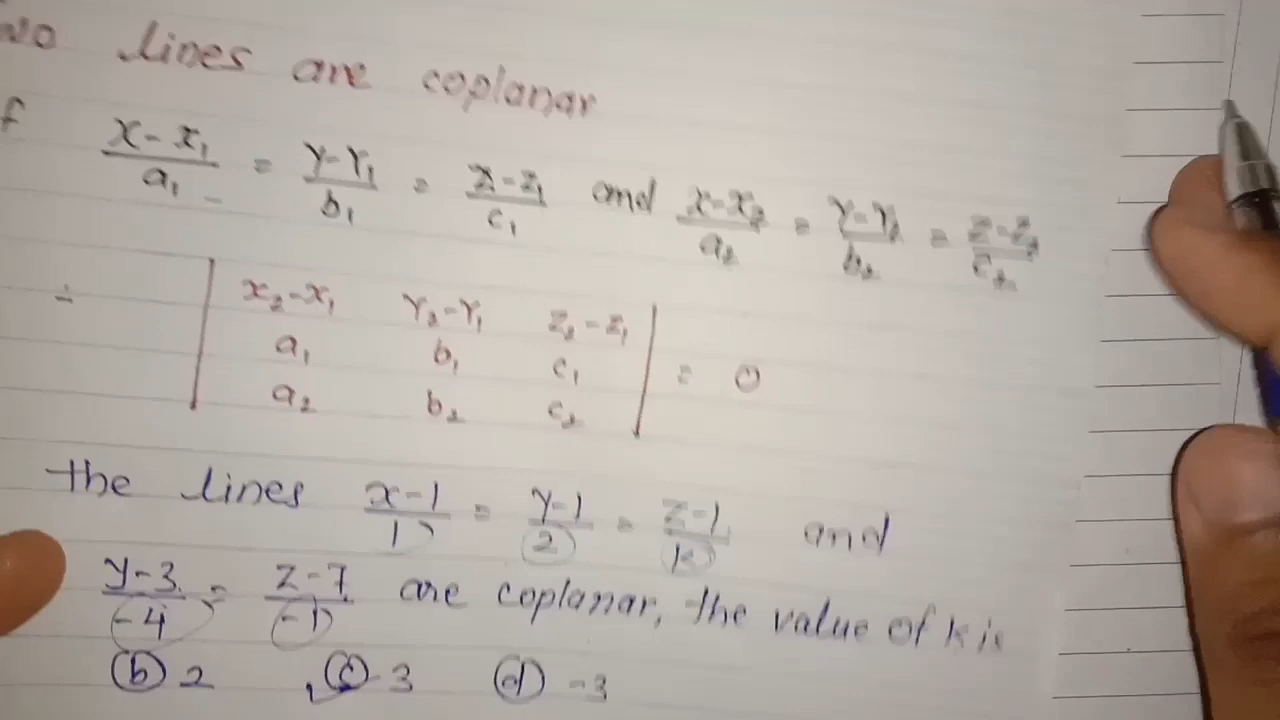 lines are coplanar
f x-x₁/a₁ = y-y₁/b₁ = z-z₁/c₁ and x-x₂/a₂ = y-y₂/b₂ = z-z₂/c₂
∴ | x₂-x₁ y₂-y₁ z₂-z₁ |
| a₁ b₁ c₁ | = 0
| a₂ b₂ c₂ |
the lines x-1/1 = y-1/2 = z-1/k and
y-3/-4 = z-7/-1 are coplanar, the value of k is
(b) 2 (c) 3 (d) -3